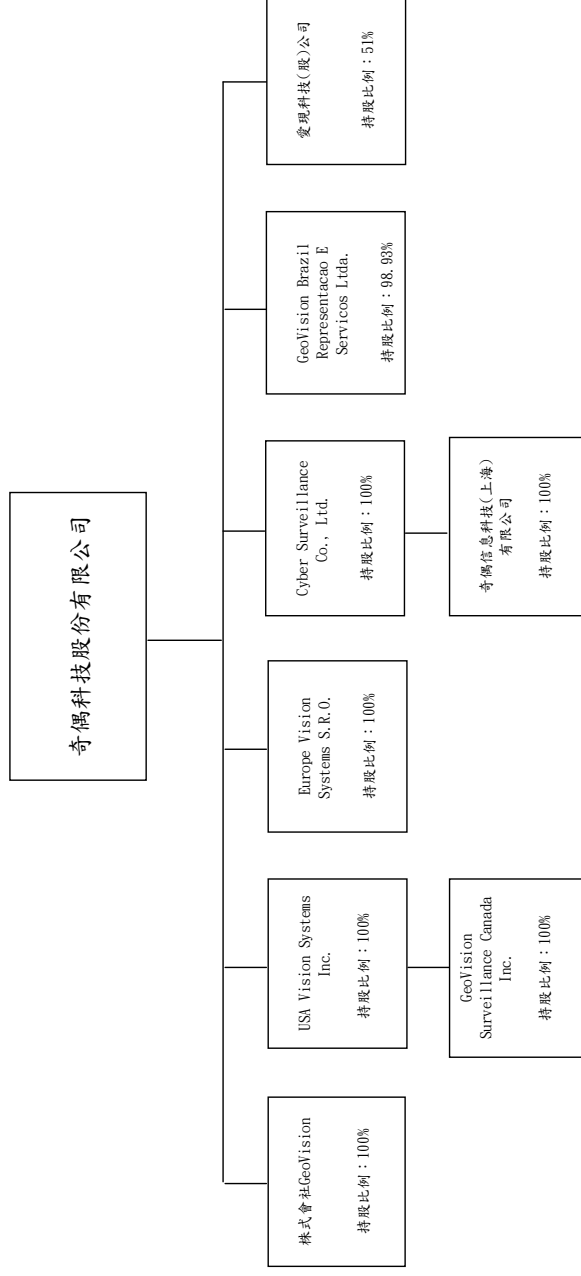 奇偶科技股份有限公司
株式會社GeoVision
持股比例：100%
USA Vision Systems
Inc.
持股比例：100%
Europe Vision
Systems S.R.O.
持股比例：100%
Cyber Surveillance
Co., Ltd.
持股比例：100%
GeoVision Brazil
Representacao E
Servicos Ltda.
持股比例：98.93%
愛現科技(股)公司
持股比例：51%
GeoVision
Surveillance Canada
Inc.
持股比例：100%
奇偶信息科技(上海)
有限公司
持股比例：100%